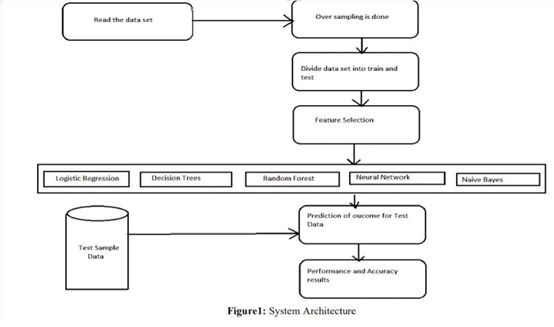 Read the data set
Over sampling is done
Divide data set into train and
test
Feature Selection
Logistic Regression
Decision Trees
Random Forest
Neural Network
Naive Bayes
Prediction of oucome for Test
Data
Test Sample
Data
Performance and Accuracy
results
Figure1: System Architecture